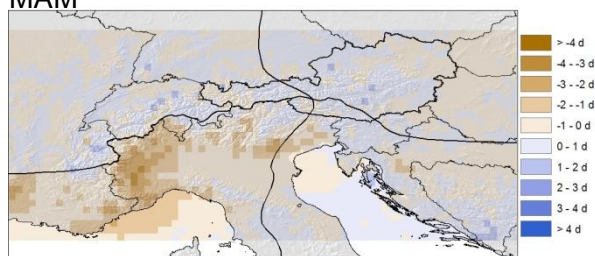 MAM
> -4 d
-4 - -3 d
-3 - -2 d
-2 - -1 d
-1 - 0 d
0 - 1 d
1 - 2 d
2 - 3 d
3 - 4 d
> 4 d